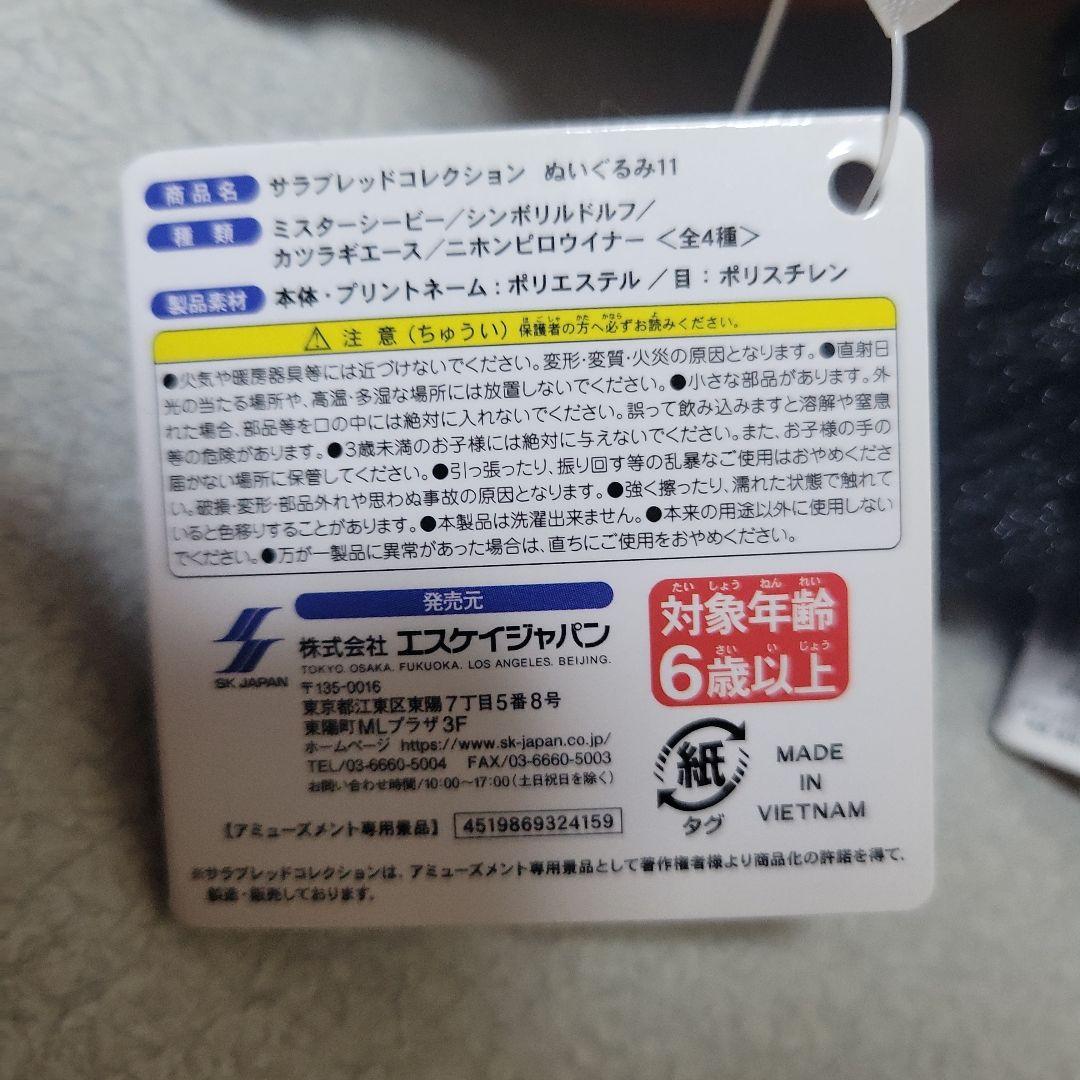 商品名 サラブレッドコレクション ぬいぐるみ11
種類 ミスターシービー／シンボリルドルフ／
カツラギエース／ニホンピロウイナー ＜全4種＞
製品素材 本体・プリントネーム：ポリエステル ／目：ポリスチレン
⚠ 注意（ちゅうい）保護者の方へ必ずお読みください。
●火気や暖房器具等には近づけないでください。変形・変質・火災の原因となります。●直射日
光の当たる場所や、高温・多湿な場所には放置しないでください。●小さな部品があります。外
れた場合、部品等を口の中には絶対に入れないでください。誤って飲み込みますと溶解や窒息
等の危険があります。●3歳未満のお子様には絶対に与えないでください。また、お子様の手の
届かない場所に保管してください。●引っ張ったり、振り回す等の乱暴なご使用はおやめくださ
い。破損・変形・部品外れや思わぬ事故の原因となります。●強く擦ったり、濡れた状態で触れて
いると色移りすることがあります。●本製品は洗濯出来ません。●本来の用途以外に使用しない
でください。●万が一製品に異常があった場合は、直ちにご使用をおやめください。
発売元
SK JAPAN
株式会社 エスケイジャパン
TOKYO. OSAKA. FUKUOKA. LOS ANGELES. BEIJING.
〒135-0016
東京都江東区東陽7丁目5番8号
東陽町MLプラザ3F
ホームページ https://www.sk-japan.co.jp/
TEL/03-6660-5004 FAX/03-6660-5003
お問い合わせ時間/10:00～17:00（土日祝日を除く）
【アミューズメント専用景品】 4519869324159
たいしょうねんれい
対象年齢
さいいじょう
6歳以上
紙
タグ
MADE
IN
VIETNAM
※サラブレッドコレクションは、アミューズメント専用景品として著作権者様より商品化の許諾を得て、
製造・販売しております。